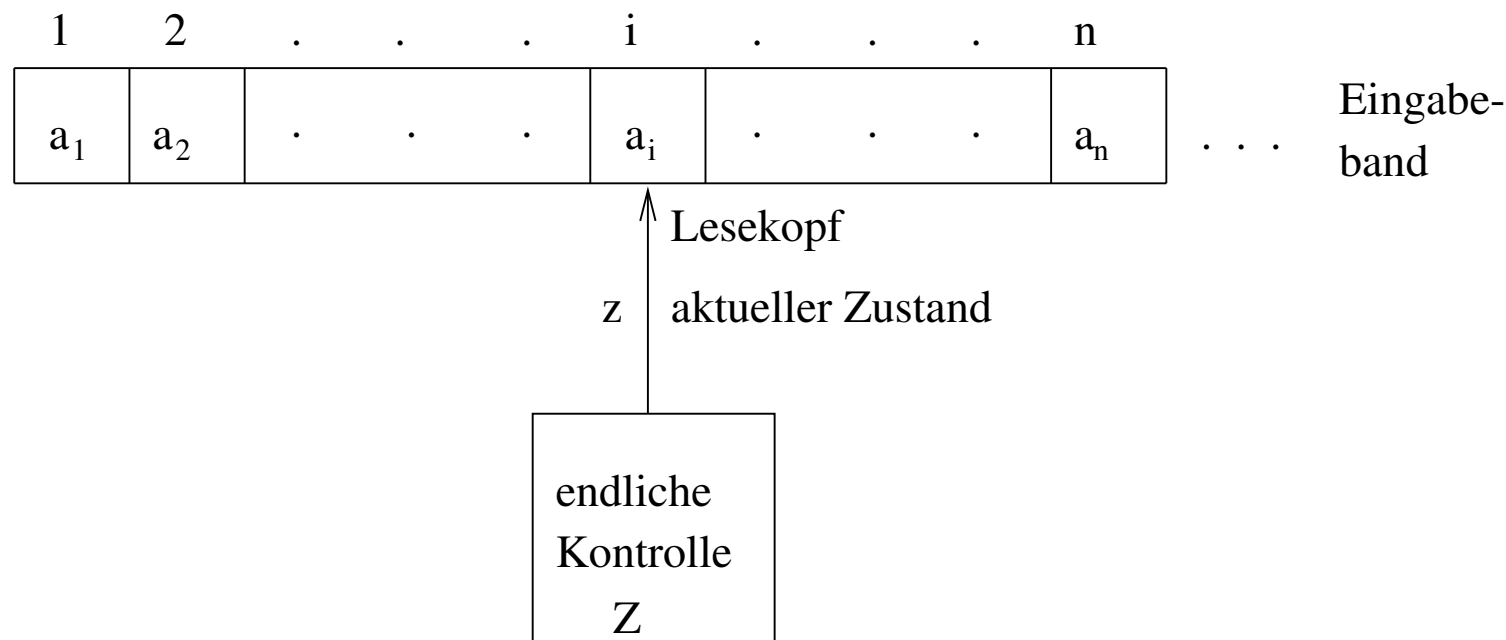 1 2 . . . i . . . n
a₁ a₂ . . . aᵢ . . . aₙ . . .
Eingabe-
band
Lesekopf
z aktueller Zustand
endliche
Kontrolle
Z